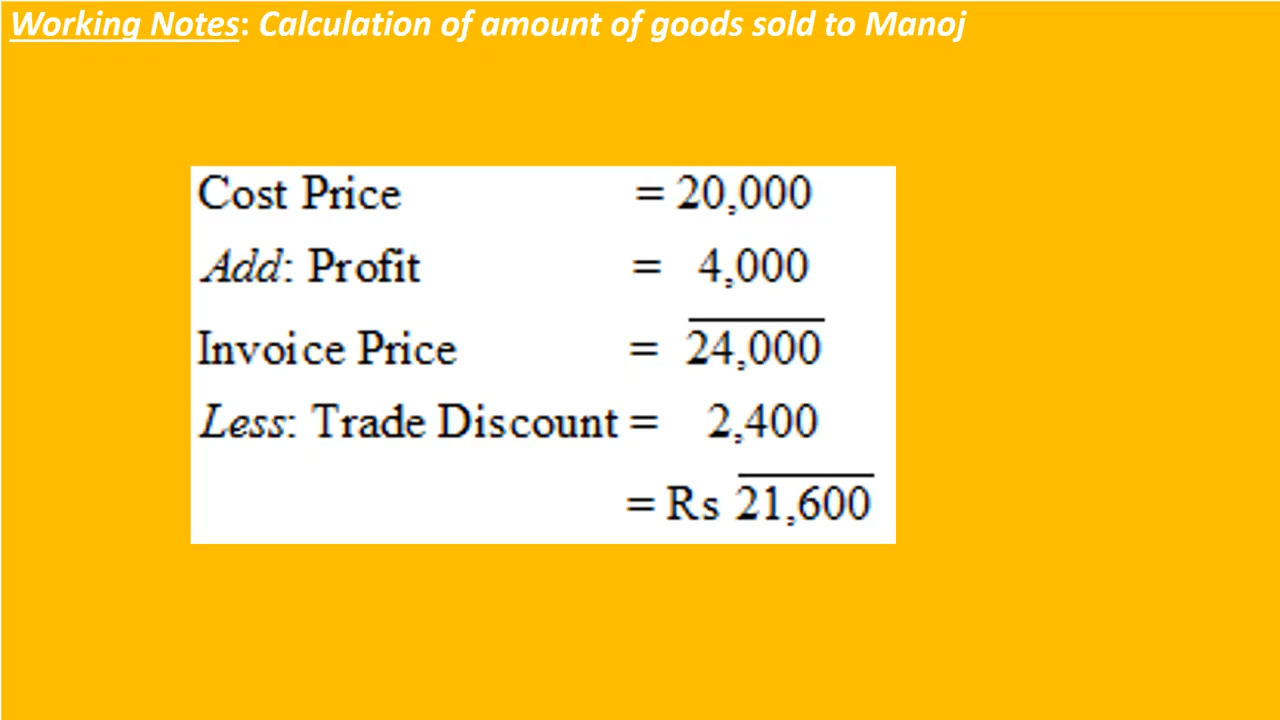 Working Notes: Calculation of amount of goods sold to Manoj
Cost Price = 20,000
Add: Profit = 4,000
Invoice Price = 24,000
Less: Trade Discount = 2,400
= Rs 21,600